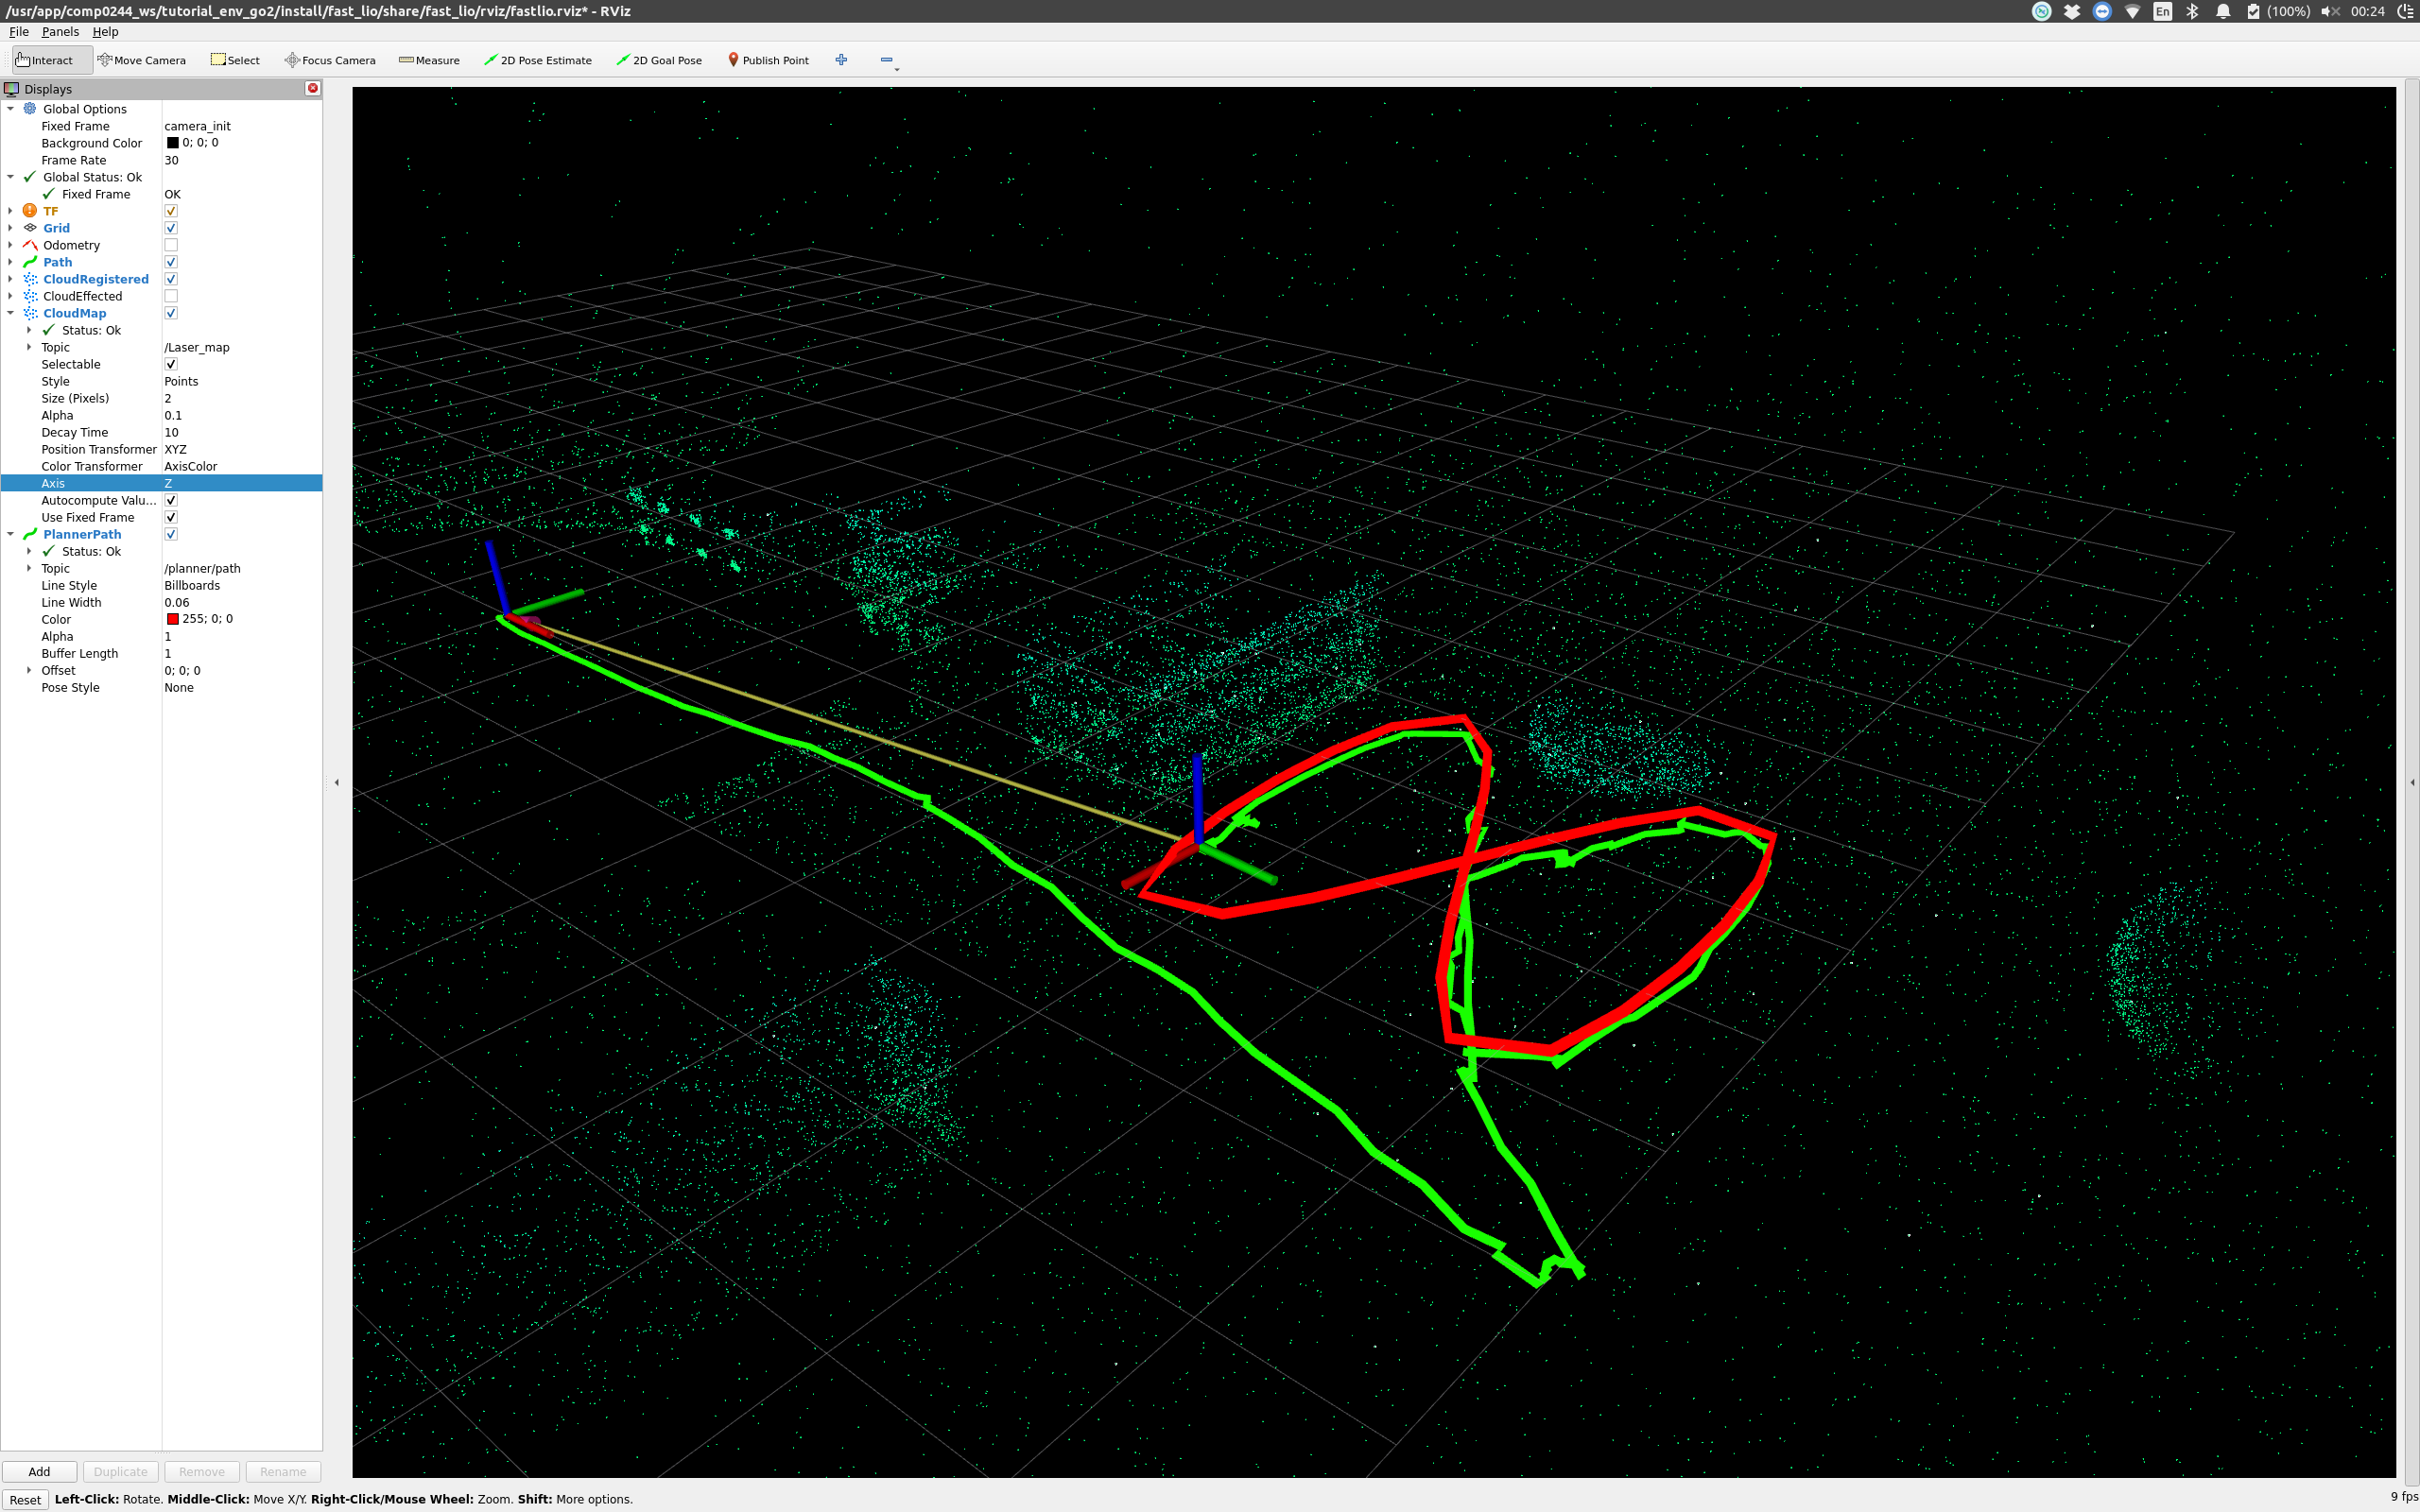 /usr/app/comp0244_ws/tutorial_env_go2/install/fast_lio/share/fast_lio/rviz/fastlio.rviz* - RViz
En (100%) 00:24
File Panels Help
Interact Move Camera Select Focus Camera Measure 2D Pose Estimate 2D Goal Pose Publish Point
Displays
Global Options
Fixed Frame camera_init
Background Color 0; 0; 0
Frame Rate 30
Global Status: Ok
Fixed Frame OK
TF
Grid
Odometry
Path
CloudRegistered
CloudEffected
CloudMap
Status: Ok
Topic /Laser_map
Selectable
Style Points
Size (Pixels) 2
Alpha 0.1
Decay Time 10
Position Transformer XYZ
Color Transformer AxisColor
Axis Z
Autocompute Valu...
Use Fixed Frame
PlannerPath
Status: Ok
Topic /planner/path
Line Style Billboards
Line Width 0.06
Color 255; 0; 0
Alpha 1
Buffer Length 1
Offset 0; 0; 0
Pose Style None
Add Duplicate Remove Rename
Reset Left-Click: Rotate. Middle-Click: Move X/Y. Right-Click/Mouse Wheel: Zoom. Shift: More options. 9 fps